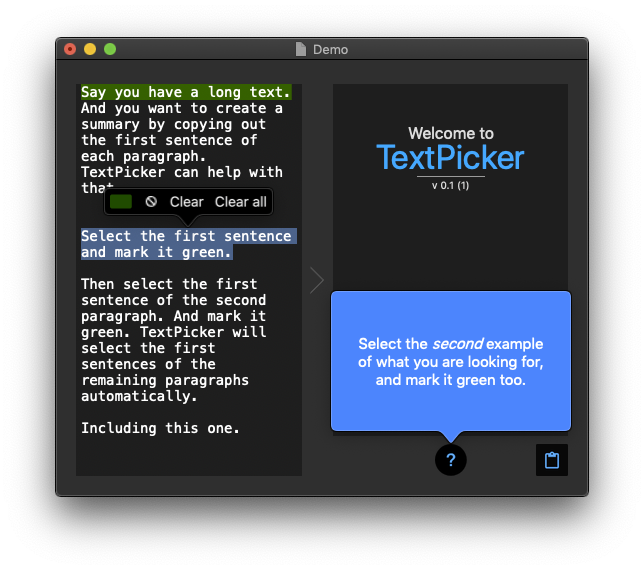 Demo
Say you have a long text.
And you want to create a
summary by copying out
the first sentence of
each paragraph.
TextPicker can help with
that
Clear Clear all
Select the first sentence
and mark it green.
Then select the first
sentence of the second
paragraph. And mark it
green. TextPicker will
select the first
sentences of the
remaining paragraphs
automatically.
Including this one.
Welcome to
TextPicker
v 0.1 (1)
Select the second example
of what you are looking for,
and mark it green too.
?